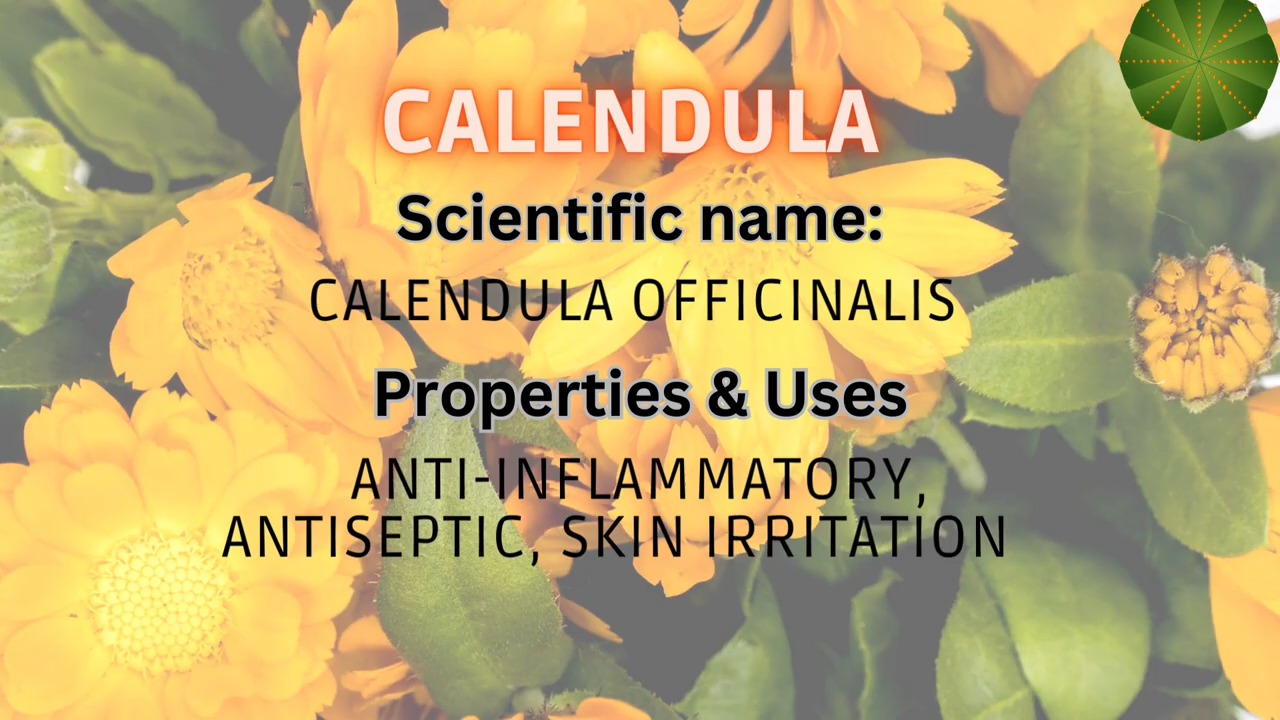 CALENDULA
Scientific name:
CALENDULA OFFICINALIS
Properties & Uses
ANTI-INFLAMMATORY,
ANTISEPTIC, SKIN IRRITATION